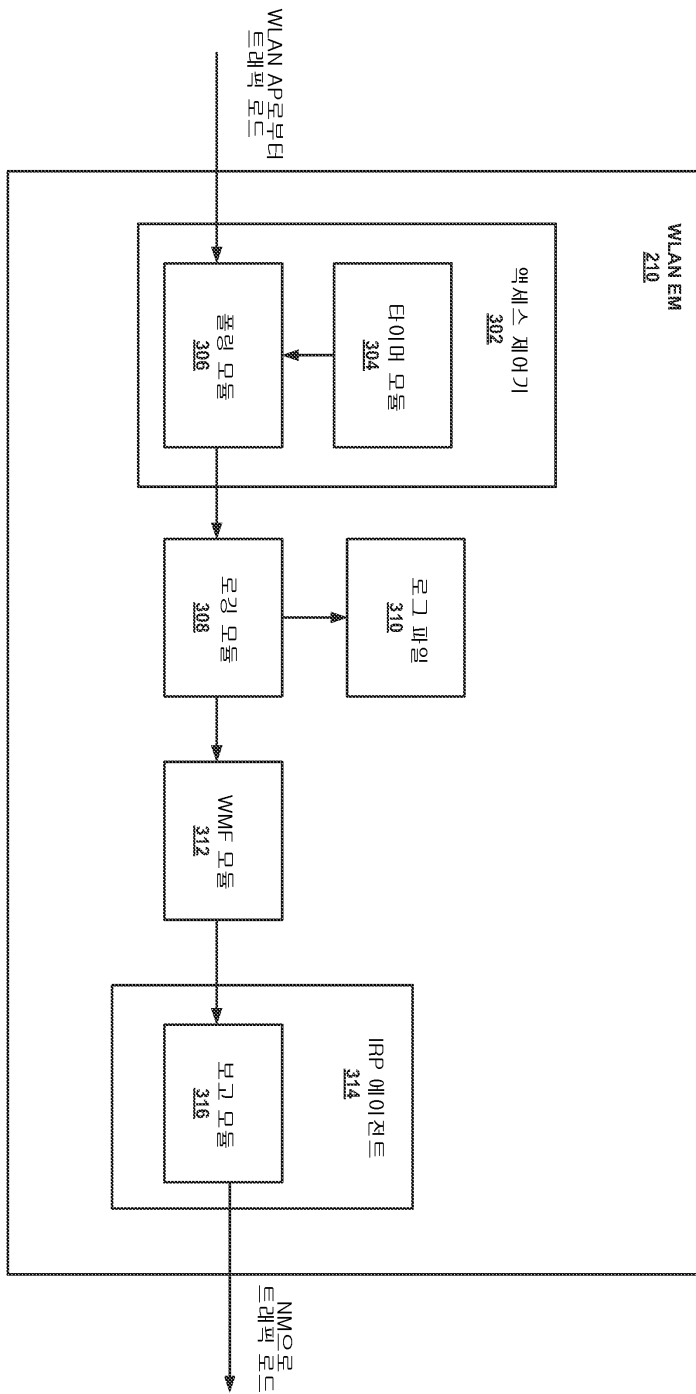 WLAN EM
210
WLAN AP로부터
트래픽 로드
액세스 제어기
302
타이머 모듈
304
폴링 모듈
306
로그 파일
310
로깅 모듈
308
WMF 모듈
312
IRP 에이전트
314
보고 모듈
316
NM으로
트래픽 로드